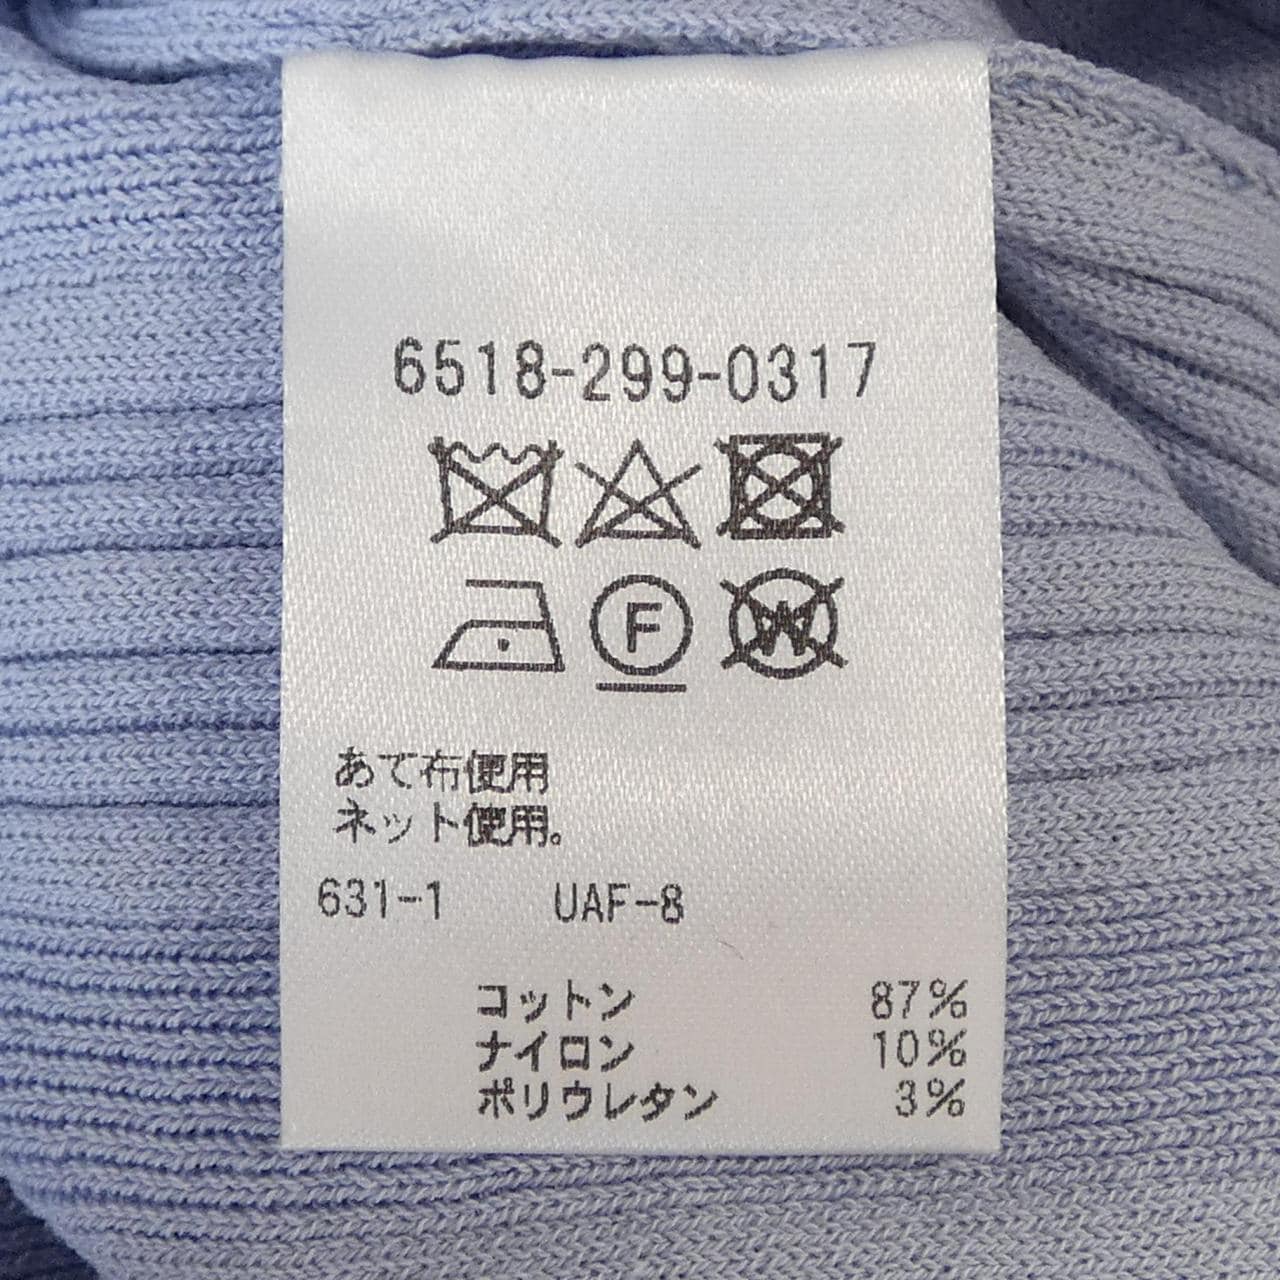 6518-299-0317
F
W
あて布使用
ネット使用。
631-1 UAF-8
コットン 87%
ナイロン 10%
ポリウレタン 3%